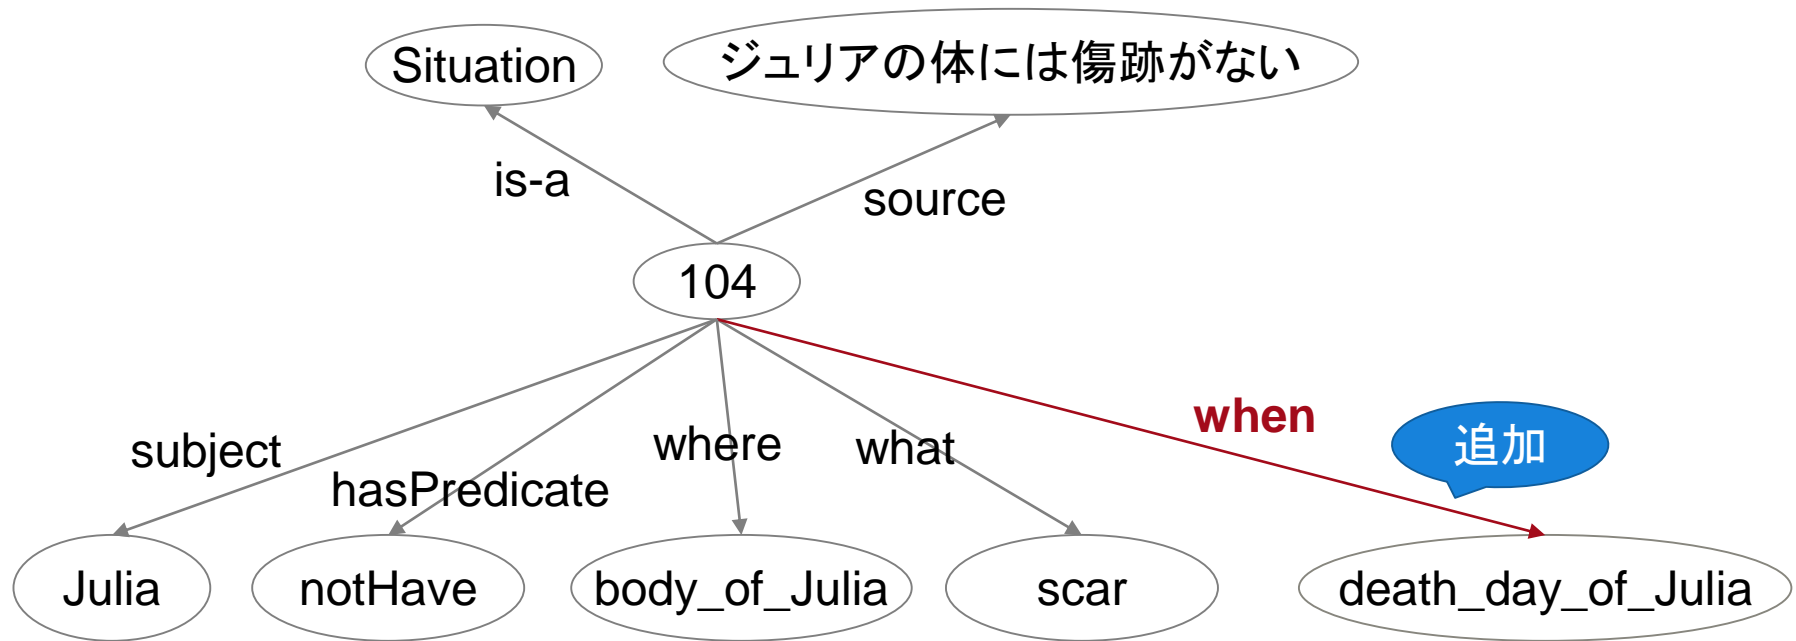 Situation
ジュリアの体には傷跡がない
is-a
source
104
when
追加
subject
where
what
hasPredicate
Julia
notHave
body_of_Julia
scar
death_day_of_Julia